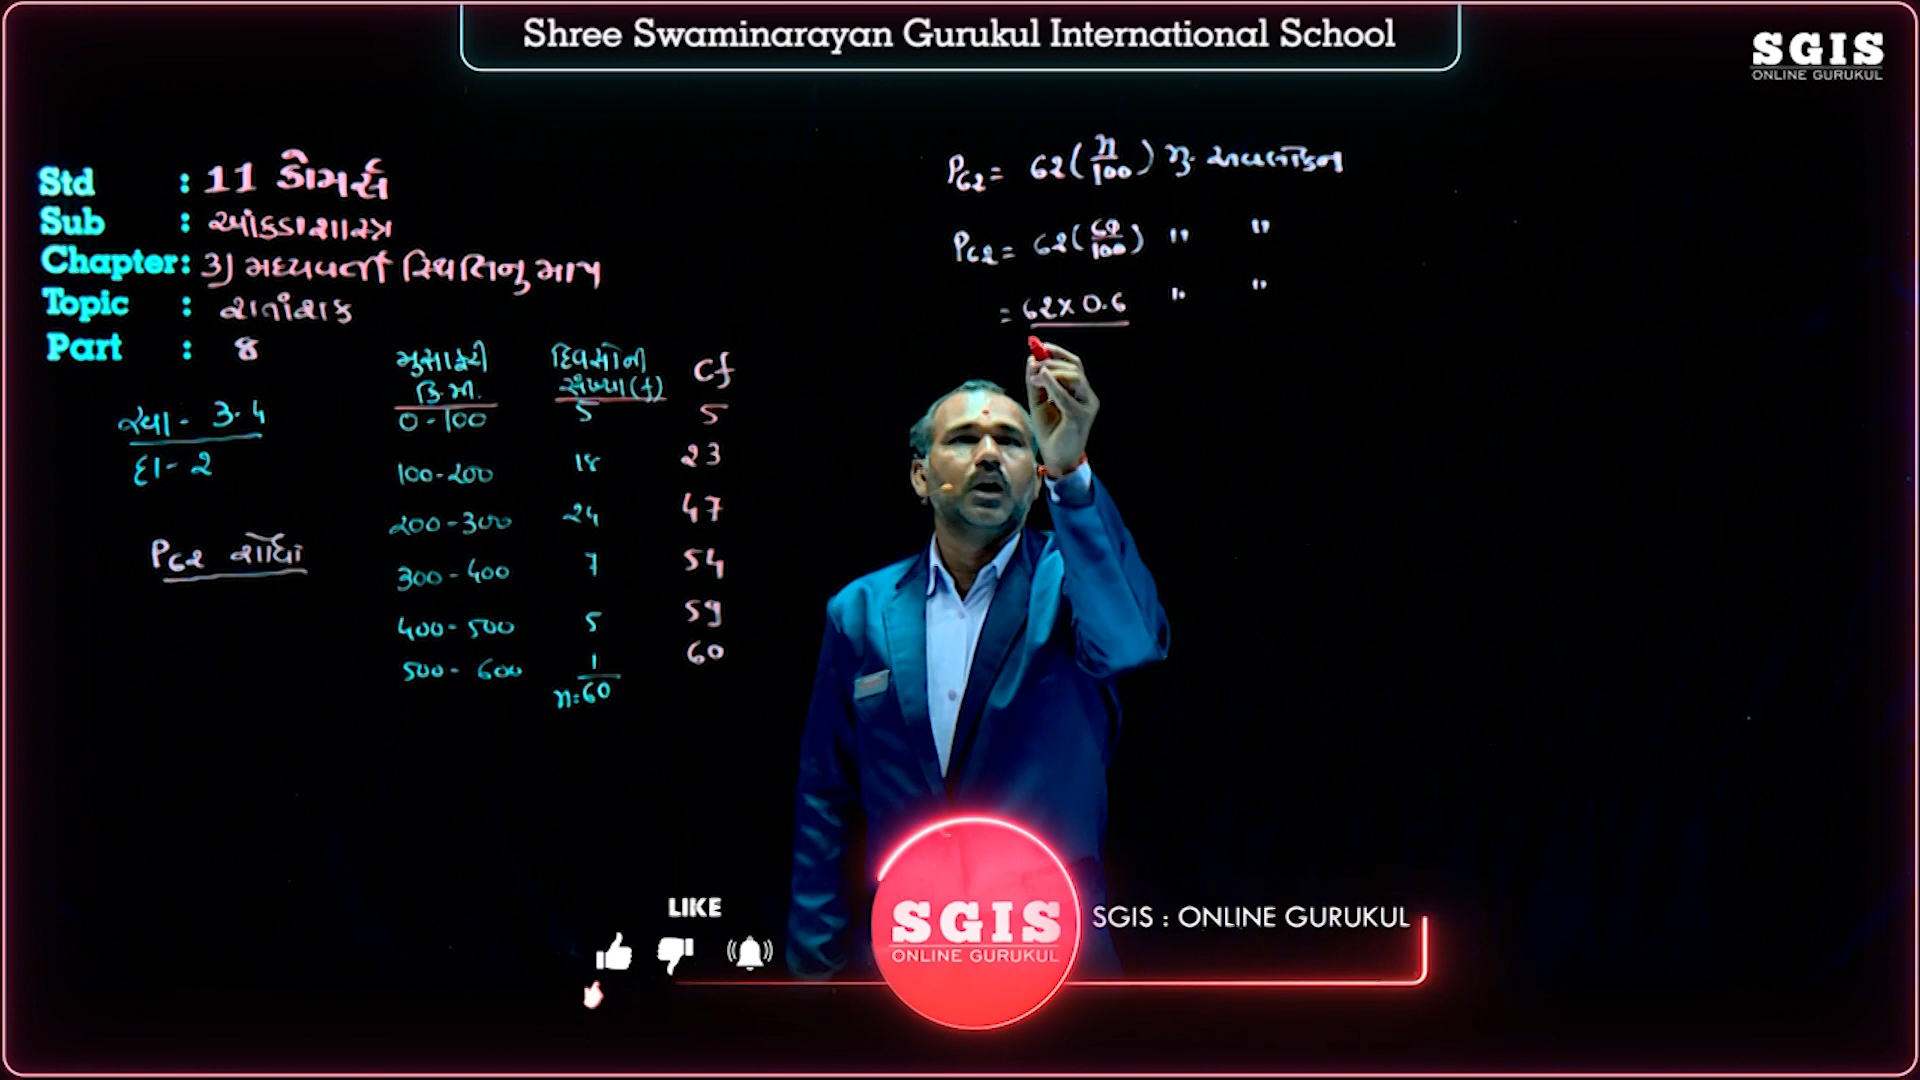 Shree Swaminarayan Gurukul International School
SGIS
ONLINE GURUKUL
Std : 11 કોમર્સ
Sub : આંકડાશાસ્ત્ર
Chapter: 3) મધ્યવર્તી સ્થિતિનુ માપ
Topic : શતાંશક
Part : 8
સ્વા - 3.4
દા - 2
P62 શોધો
મુસાફરી કિ.મી. દિવસોની સંખ્યા (f) cf
0-100 5 5
100-200 18 23
200-300 24 47
300-400 7 54
400-500 5 59
500-600 1 60
n=60
P62 = 62(n/100) મુ. અવલોકન
P62 = 62(60/100) " "
= 62 x 0.6 " "
LIKE
SGIS
ONLINE GURUKUL
SGIS : ONLINE GURUKUL